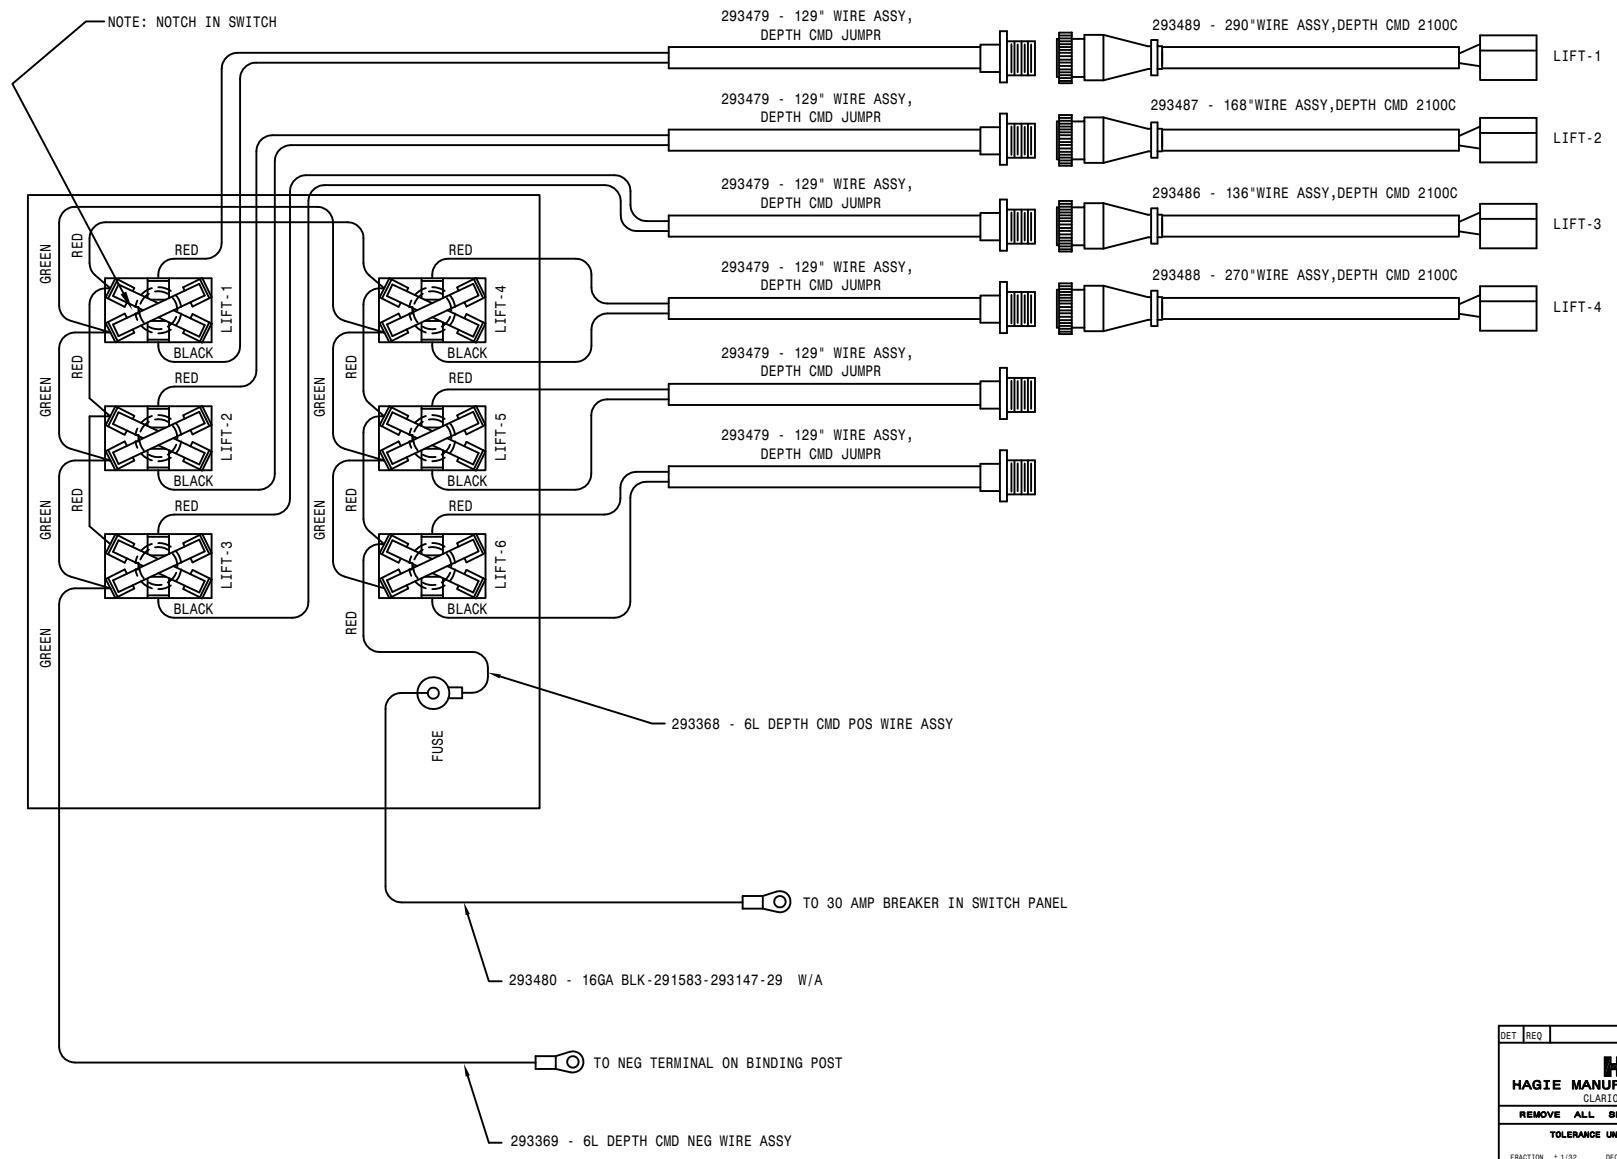 NOTE: NOTCH IN SWITCH
293479 - 129" WIRE ASSY,
DEPTH CMD JUMPR
293489 - 290"WIRE ASSY,DEPTH CMD 2100C
LIFT-1
293479 - 129" WIRE ASSY,
DEPTH CMD JUMPR
293487 - 168"WIRE ASSY,DEPTH CMD 2100C
LIFT-2
293479 - 129" WIRE ASSY,
DEPTH CMD JUMPR
293486 - 136"WIRE ASSY,DEPTH CMD 2100C
LIFT-3
293479 - 129" WIRE ASSY,
DEPTH CMD JUMPR
293488 - 270"WIRE ASSY,DEPTH CMD 2100C
LIFT-4
293479 - 129" WIRE ASSY,
DEPTH CMD JUMPR
293479 - 129" WIRE ASSY,
DEPTH CMD JUMPR
GREEN
RED
RED
LIFT-1
BLACK
RED
LIFT-4
BLACK
GREEN
RED
RED
LIFT-2
BLACK
GREEN
RED
RED
LIFT-5
BLACK
GREEN
RED
RED
LIFT-3
BLACK
GREEN
RED
RED
LIFT-6
BLACK
GREEN
RED
FUSE
293368 - 6L DEPTH CMD POS WIRE ASSY
TO 30 AMP BREAKER IN SWITCH PANEL
293480 - 16GA BLK-291583-293147-29 W/A
TO NEG TERMINAL ON BINDING POST
293369 - 6L DEPTH CMD NEG WIRE ASSY
DET REQ
HAGIE MANUF
CLARIO
REMOVE ALL
TOLERANCE UN
FRACTION ± 1/32 DEC